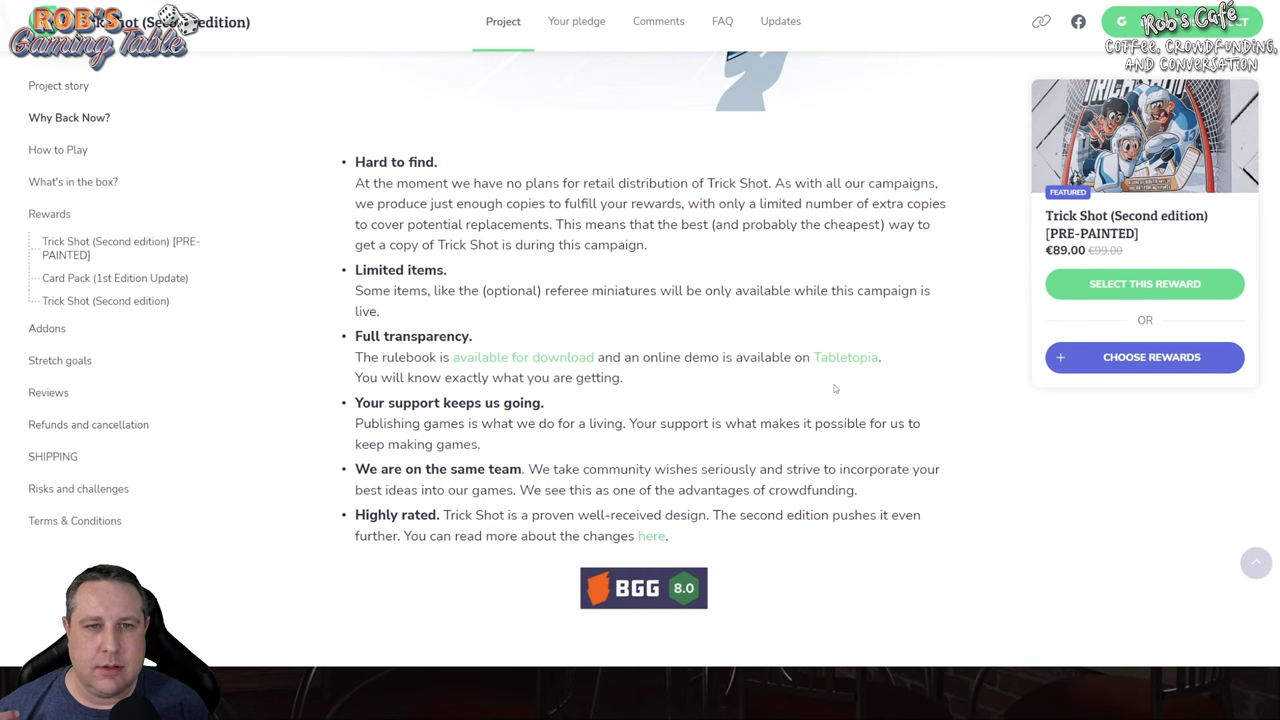 ROB'S
Gaming Table
k Shot (Sec
edition)
Project
Your pledge
Comments
FAQ
Updates
G
CT
Rob's Café
Coffee, Crowdfunding,
and Conversation
Project story
Why Back Now?
How to Play
What's in the box?
Rewards
Trick Shot (Second edition) [PRE-
PAINTED]
Card Pack (1st Edition Update)
Trick Shot (Second edition)
Addons
Stretch goals
Reviews
Refunds and cancellation
SHIPPING
Risks and challenges
Terms & Conditions
• Hard to find.
At the moment we have no plans for retail distribution of Trick Shot. As with all our campaigns,
we produce just enough copies to fulfill your rewards, with only a limited number of extra copies
to cover potential replacements. This means that the best (and probably the cheapest) way to
get a copy of Trick Shot is during this campaign.
• Limited items.
Some items, like the (optional) referee miniatures will be only available while this campaign is
live.
• Full transparency.
The rulebook is available for download and an online demo is available on Tabletopia.
You will know exactly what you are getting.
• Your support keeps us going.
Publishing games is what we do for a living. Your support is what makes it possible for us to
keep making games.
• We are on the same team. We take community wishes seriously and strive to incorporate your
best ideas into our games. We see this as one of the advantages of crowdfunding.
• Highly rated. Trick Shot is a proven well-received design. The second edition pushes it even
further. You can read more about the changes here.
BGG 8.0
TRICK SHOT
FEATURED
Trick Shot (Second edition)
[PRE-PAINTED]
€89.00 €99.00
SELECT THIS REWARD
OR
+ CHOOSE REWARDS